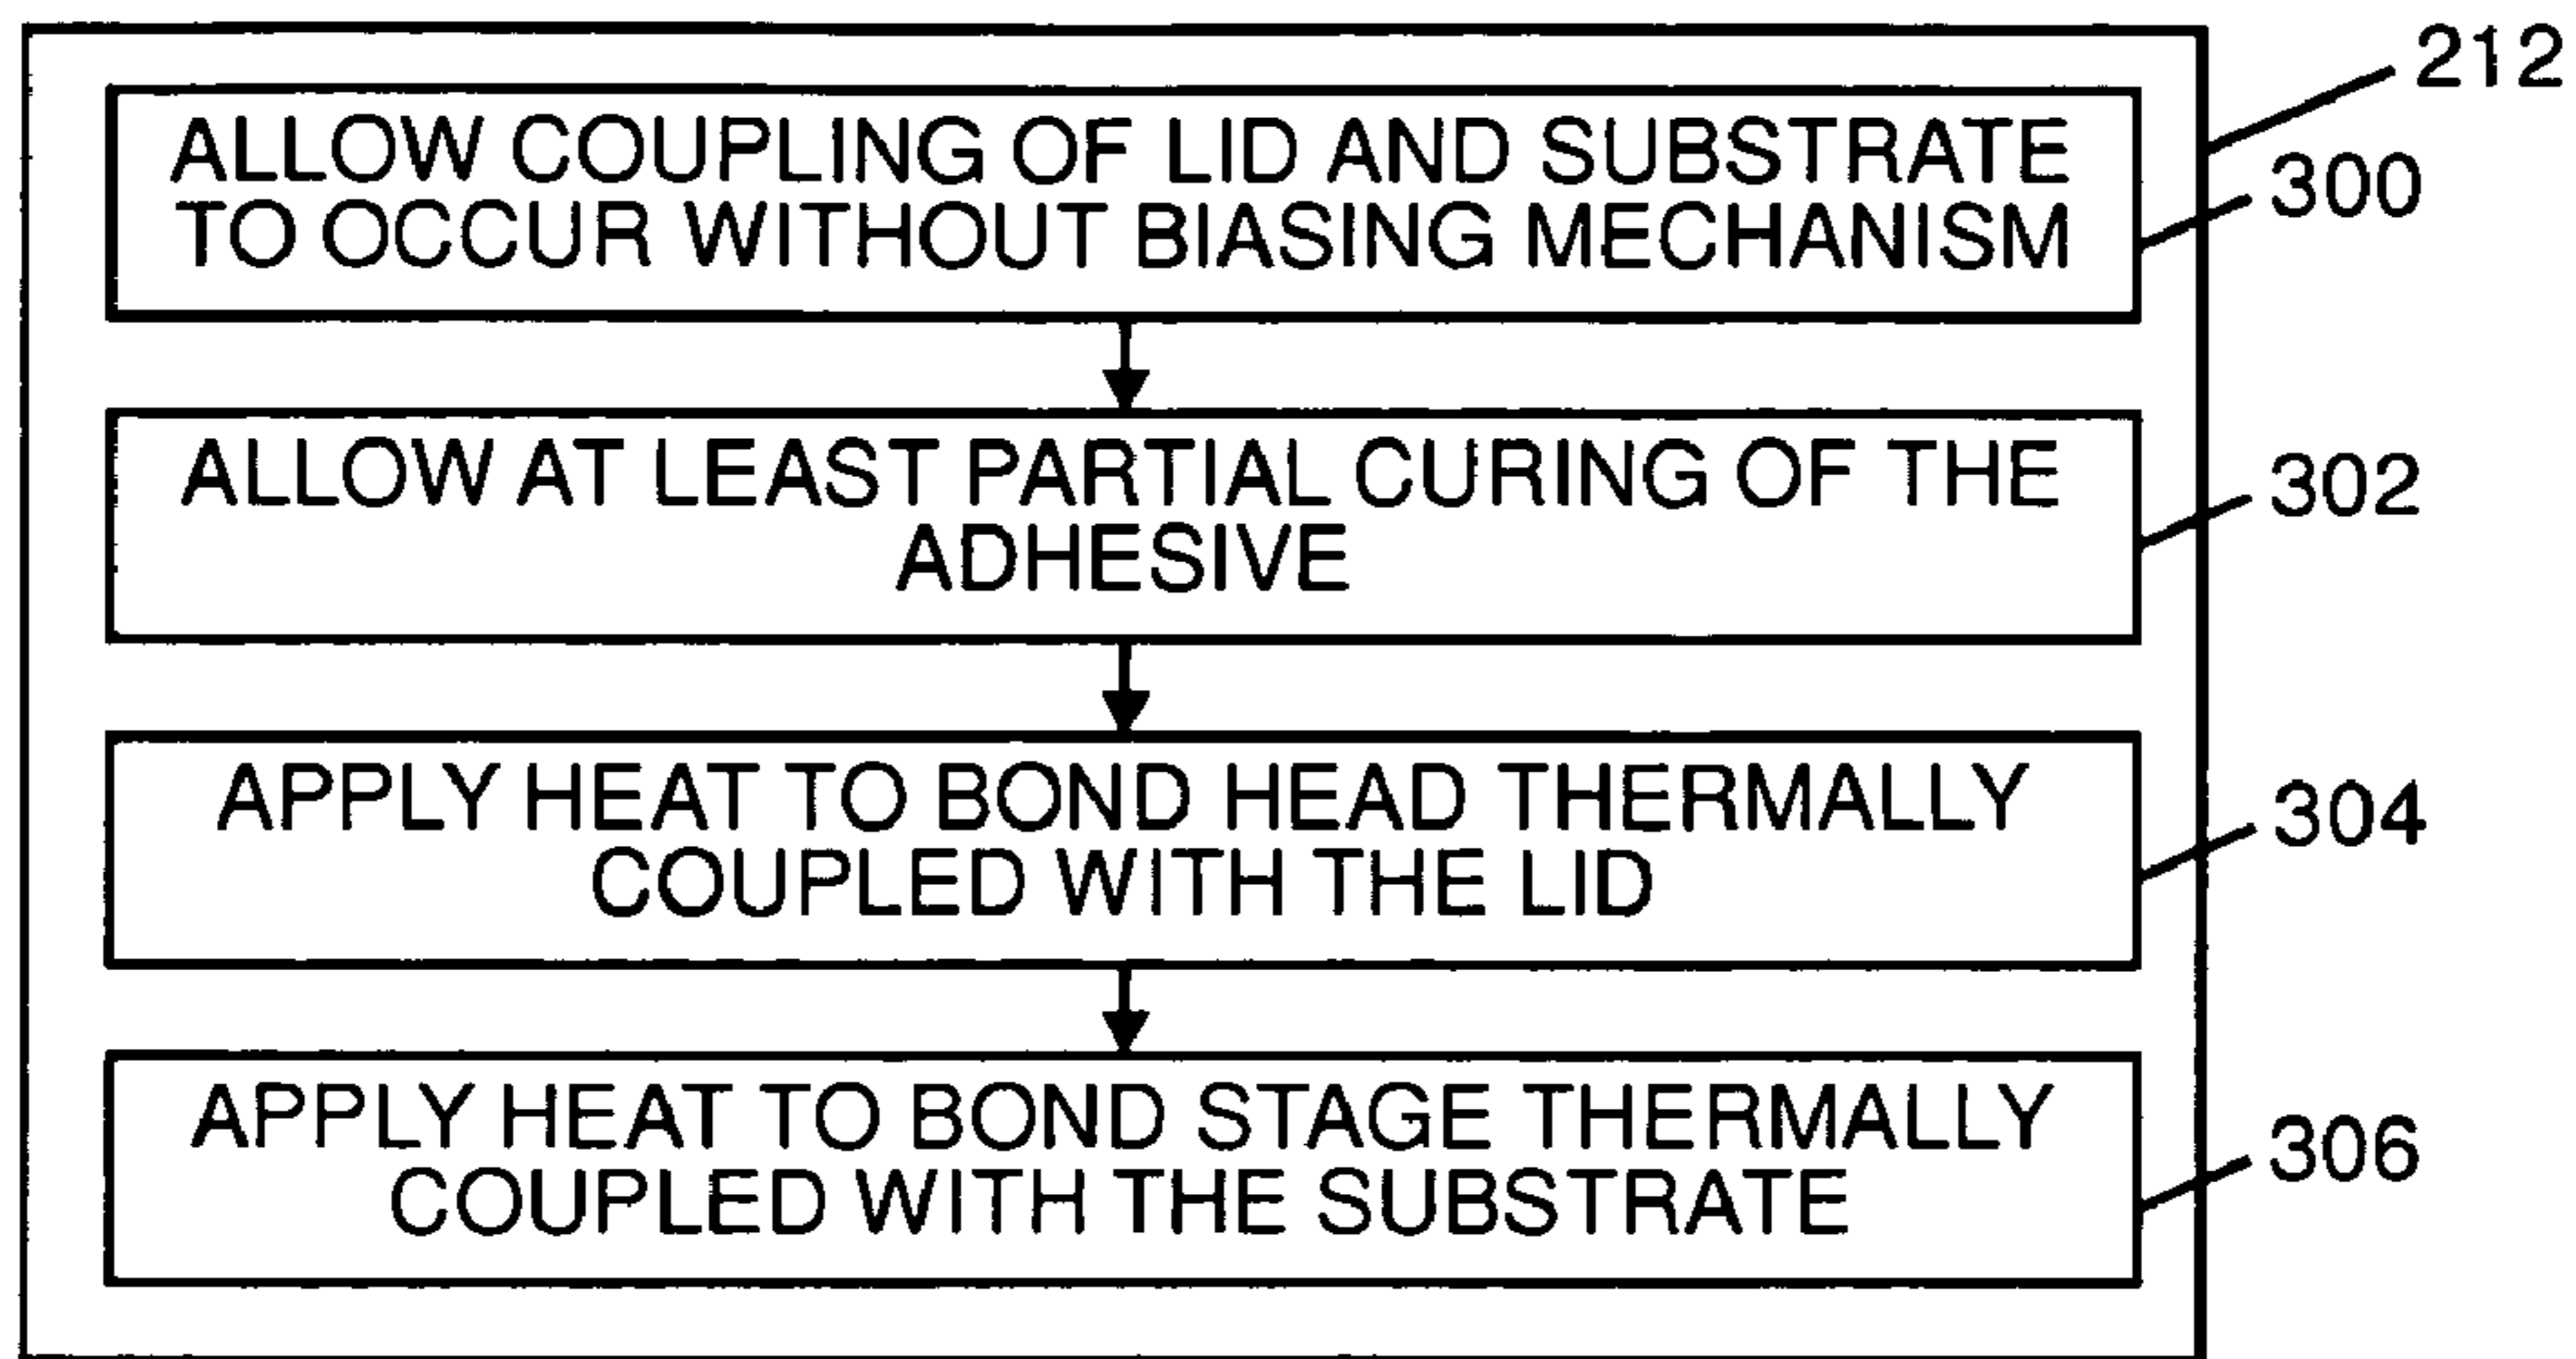 212
ALLOW COUPLING OF LID AND SUBSTRATE
TO OCCUR WITHOUT BIASING MECHANISM
300
ALLOW AT LEAST PARTIAL CURING OF THE
ADHESIVE
302
APPLY HEAT TO BOND HEAD THERMALLY
COUPLED WITH THE LID
304
APPLY HEAT TO BOND STAGE THERMALLY
COUPLED WITH THE SUBSTRATE
306